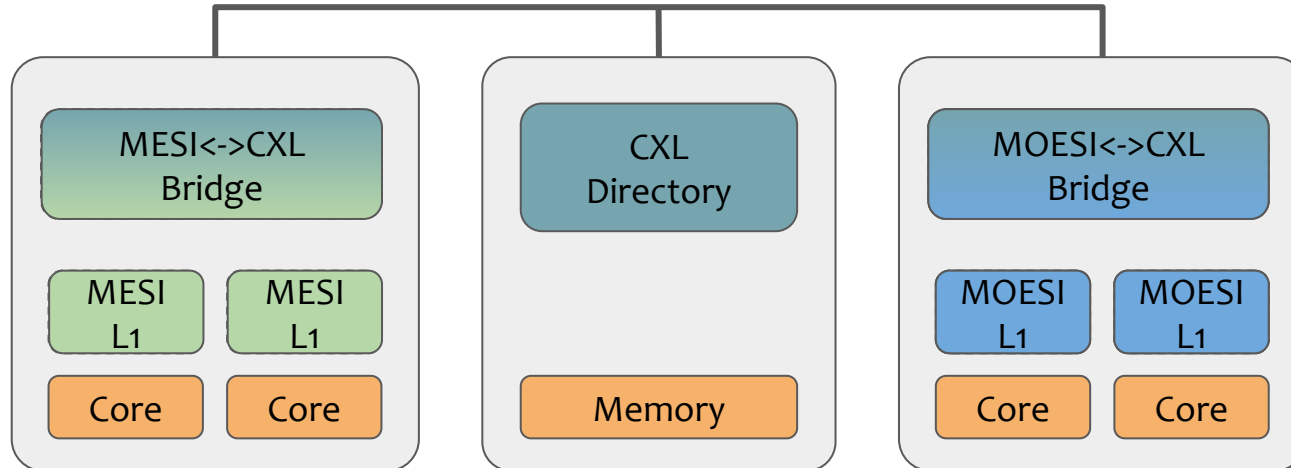 MESI<->CXL
Bridge
CXL
Directory
MOESI<->CXL
Bridge
MESI
L1
MESI
L1
MOESI
L1
MOESI
L1
Core
Core
Memory
Core
Core